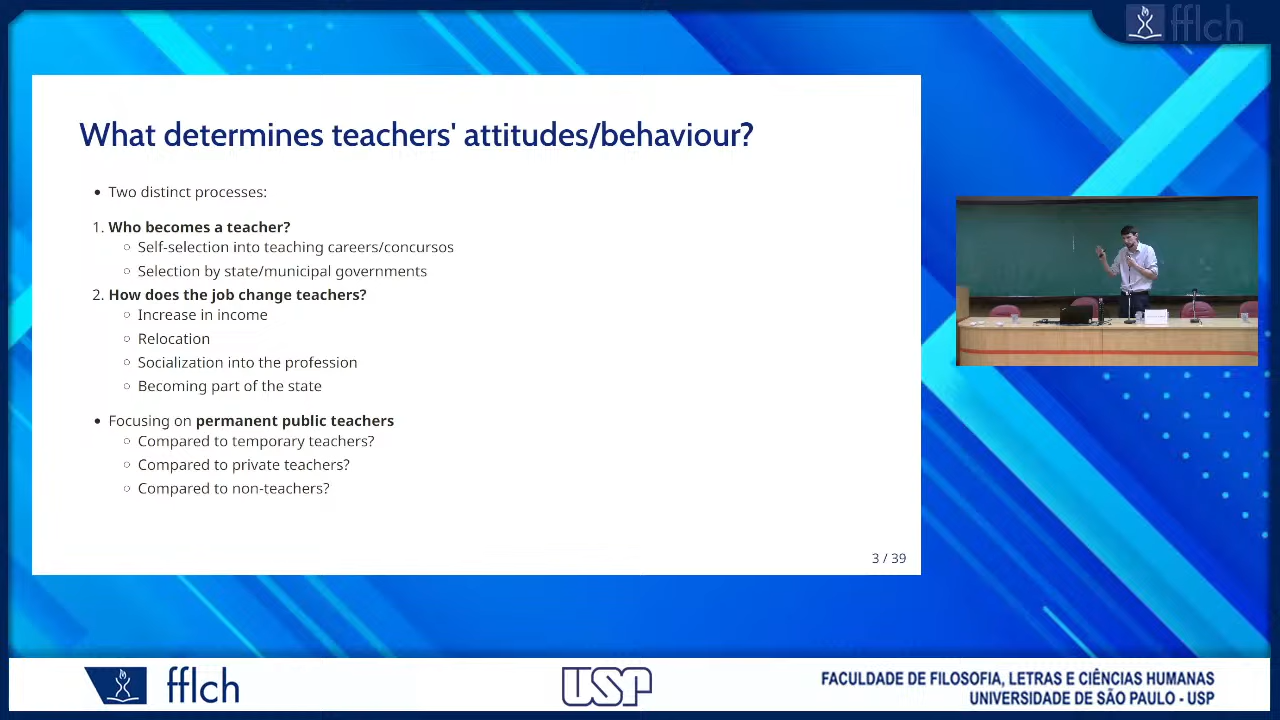 fflch
What determines teachers' attitudes/behaviour?
Two distinct processes:
1. Who becomes a teacher?
Self-selection into teaching careers/concursos
Selection by state/municipal governments
2. How does the job change teachers?
Increase in income
Relocation
Socialization into the profession
Becoming part of the state
Focusing on permanent public teachers
Compared to temporary teachers?
Compared to private teachers?
Compared to non-teachers?
3 / 39
fflch
USP
FACULDADE DE FILOSOFIA, LETRAS E CIÊNCIAS HUMANAS
UNIVERSIDADE DE SÃO PAULO - USP